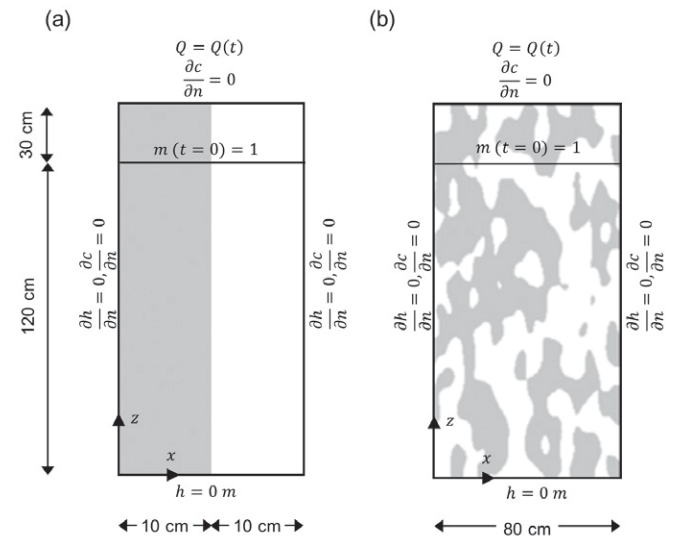 (a)
Q = Q(t)
∂c/∂n = 0
30 cm
m (t = 0) = 1
120 cm
∂h/∂n = 0, ∂c/∂n = 0
∂h/∂n = 0, ∂c/∂n = 0
z
x
h = 0 m
10 cm
10 cm
(b)
Q = Q(t)
∂c/∂n = 0
m (t = 0) = 1
∂h/∂n = 0, ∂c/∂n = 0
∂h/∂n = 0, ∂c/∂n = 0
z
x
h = 0 m
80 cm